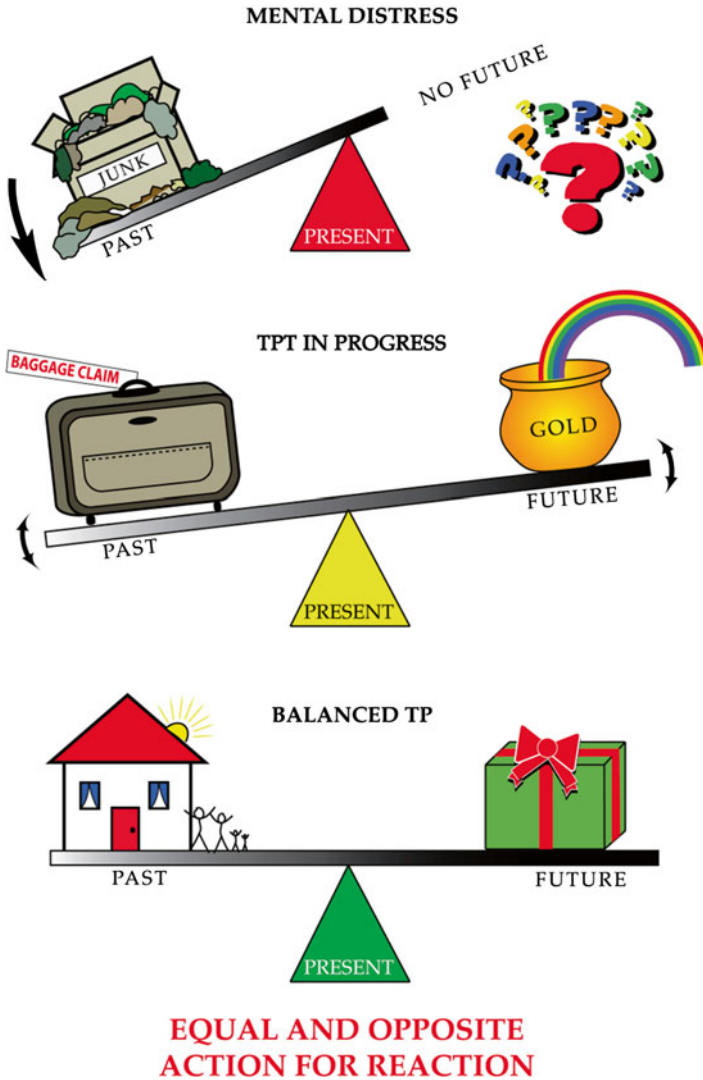 MENTAL DISTRESS
NO FUTURE
JUNK
PAST
PRESENT
? ? ? ? ? ? ? ? ? ? ? ? ?
TPT IN PROGRESS
BAGGAGE CLAIM
GOLD
FUTURE
PAST
PRESENT
BALANCED TP
PAST
FUTURE
PRESENT
EQUAL AND OPPOSITE
ACTION FOR REACTION